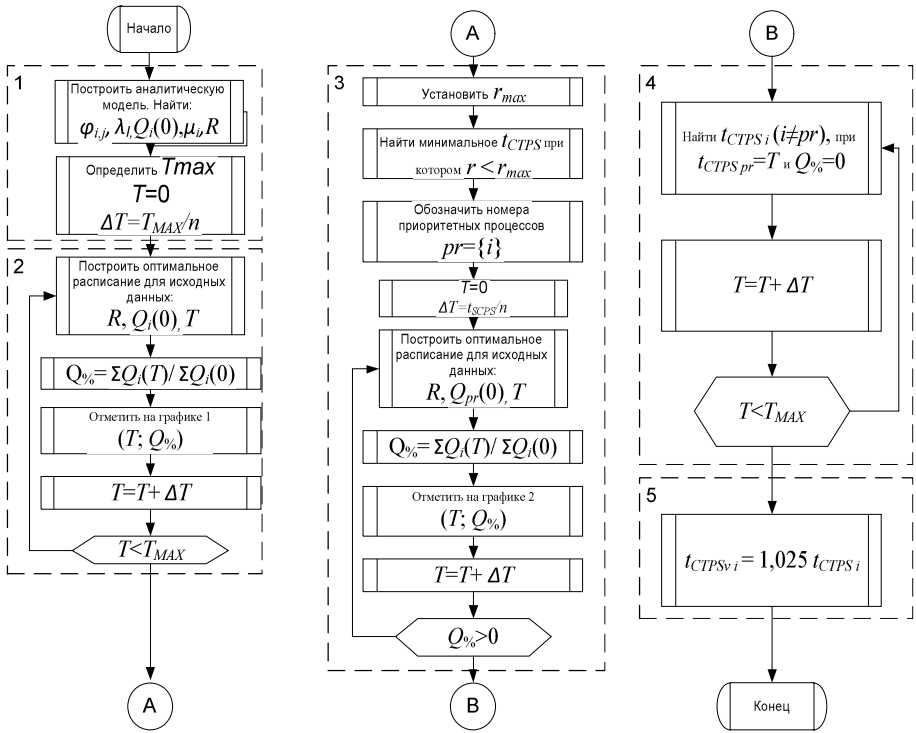 Начало
1
Построить аналитическую
модель. Найти:
φi,j, λl, Qi(0), μi, R
Определить Tmax
T=0
ΔT=TMAX/n
2
Построить оптимальное
расписание для исходных
данных:
R, Qi(0), T
Q%= ΣQi(T)/ ΣQi(0)
Отметить на графике 1
(T; Q%)
T=T+ ΔT
T<TMAX
A
A
3
Установить rmax
Найти минимальное tCTPS при
котором r < rmax
Обозначить номера
приоритетных процессов
pr={i}
T=0
ΔT=tSCPS/n
Построить оптимальное
расписание для исходных
данных:
R, Qpr(0), T
Q%= ΣQi(T)/ ΣQi(0)
Отметить на графике 2
(T; Q%)
T=T+ ΔT
Q%>0
B
B
4
Найти tCTPS i (i≠pr), при
tCTPS pr=T и Q%=0
T=T+ ΔT
T<TMAX
5
tCTPSv i = 1,025 tCTPS i
Конец